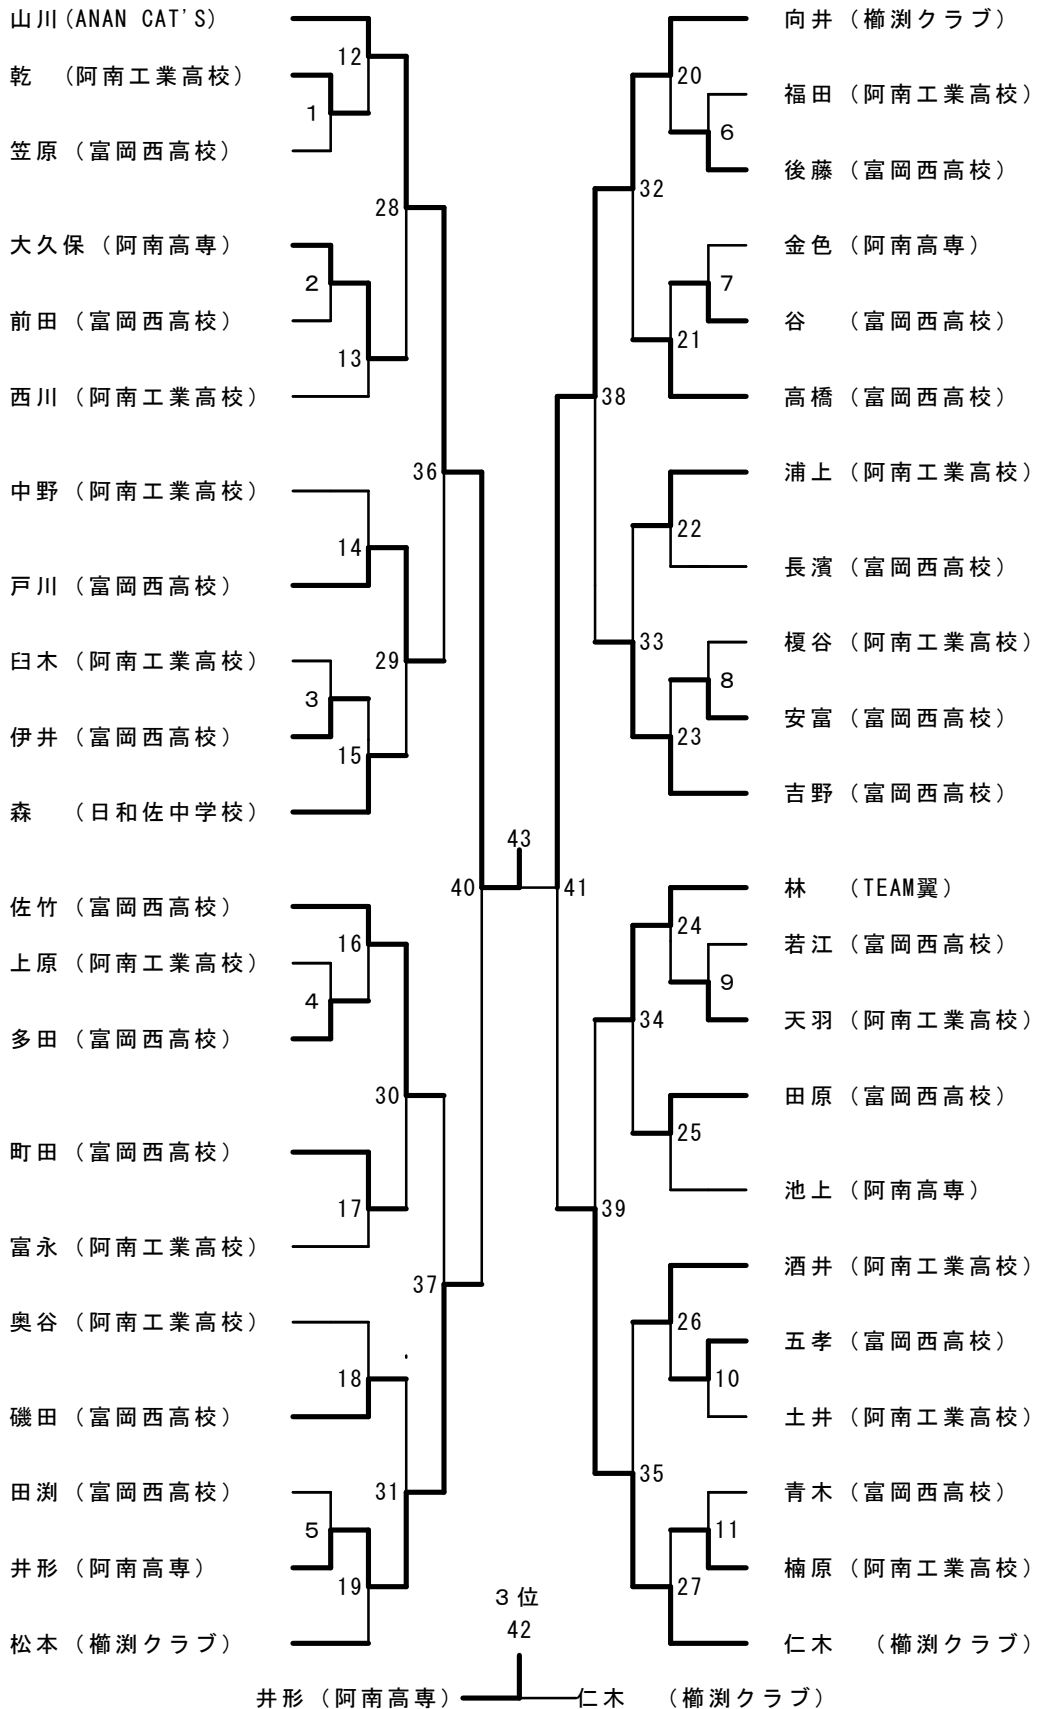 山川(ANAN CAT'S)
12
乾 (阿南工業高校)
1
笠原 (富岡西高校)
28
大久保 (阿南高専)
2
前田 (富岡西高校)
13
西川 (阿南工業高校)
36
中野 (阿南工業高校)
14
戸川 (富岡西高校)
臼木 (阿南工業高校)
29
3
伊井 (富岡西高校)
15
森 (日和佐中学校)
43
40
佐竹 (富岡西高校)
16
上原 (阿南工業高校)
4
多田 (富岡西高校)
30
町田 (富岡西高校)
17
富永 (阿南工業高校)
37
奥谷 (阿南工業高校)
18
磯田 (富岡西高校)
田渕 (富岡西高校)
31
5
井形 (阿南高専)
19
松本 (櫛渕クラブ)
向井 (櫛渕クラブ)
20
福田 (阿南工業高校)
6
後藤 (富岡西高校)
32
金色 (阿南高専)
7
谷 (富岡西高校)
21
高橋 (富岡西高校)
38
浦上 (阿南工業高校)
22
長濱 (富岡西高校)
33
榎谷 (阿南工業高校)
8
安富 (富岡西高校)
23
吉野 (富岡西高校)
41
林 (TEAM翼)
24
若江 (富岡西高校)
9
天羽 (阿南工業高校)
34
田原 (富岡西高校)
25
池上 (阿南高専)
39
酒井 (阿南工業高校)
26
五孝 (富岡西高校)
10
土井 (阿南工業高校)
35
青木 (富岡西高校)
11
楠原 (阿南工業高校)
27
仁木 (櫛渕クラブ)
3位
42
井形 (阿南高専) 仁木 (櫛渕クラブ)